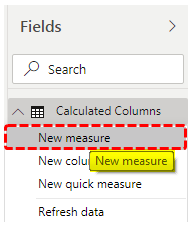 Fields
Search
Calculated Columns
New measure
New colu
New measure
New quick measure
Refresh data